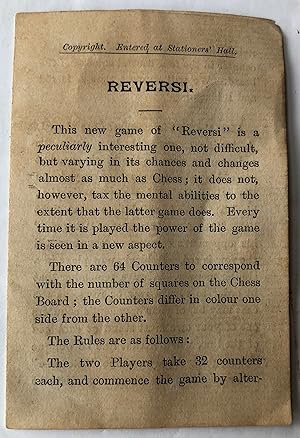 Copyright. Entered at Stationers' Hall.
REVERSI.
This new game of "Reversi" is a
peculiarly interesting one, not difficult,
but varying in its chances and changes
almost as much as Chess; it does not,
however, tax the mental abilities to the
extent that the latter game does. Every
time it is played the power of the game
is seen in a new aspect.
There are 64 Counters to correspond
with the number of squares on the Chess
Board; the Counters differ in colour one
side from the other.
The Rules are as follows:
The two Players take 32 counters
each, and commence the game by alter-